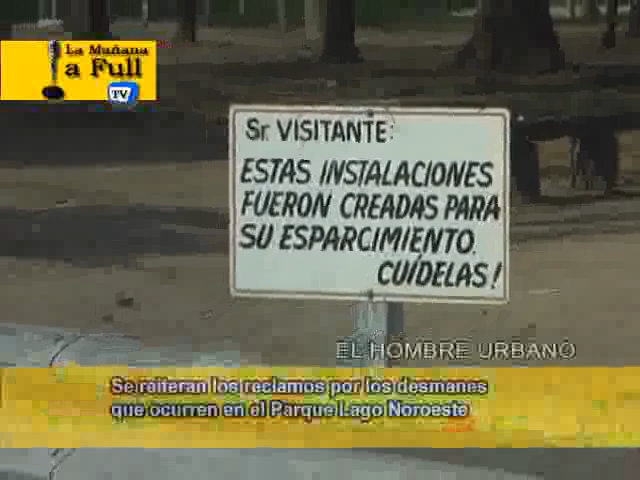 La Mañana
a Full
TV
Sr. VISITANTE:
ESTAS INSTALACIONES
FUERON CREADAS PARA
SU ESPARCIMIENTO.
CUÍDELAS!
EL HOMBRE URBANO
Se reiteran los reclamos por los desmanes
que ocurren en el Parque Lago Noroeste